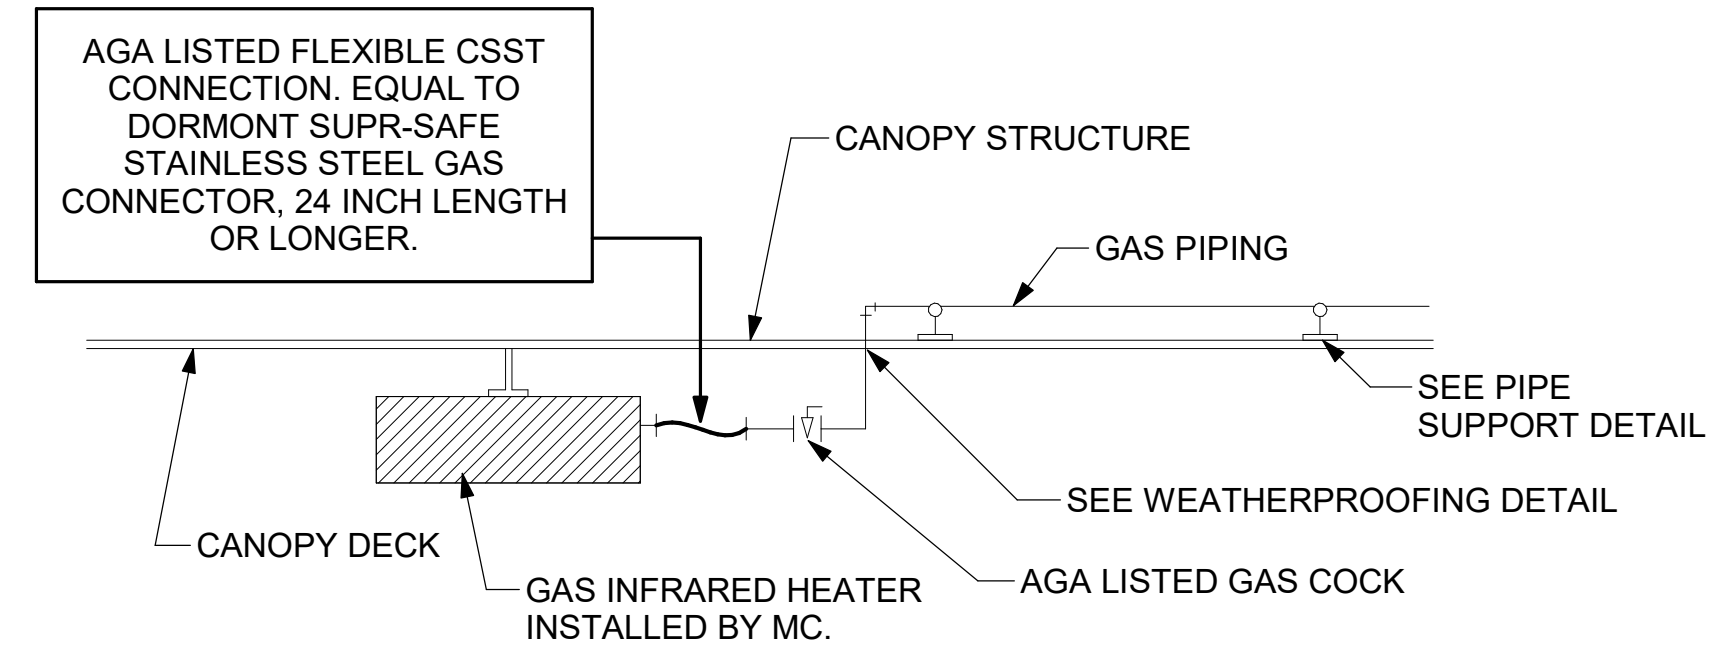 AGA LISTED FLEXIBLE CSST
CONNECTION. EQUAL TO
DORMONT SUPR-SAFE
STAINLESS STEEL GAS
CONNECTOR, 24 INCH LENGTH
OR LONGER.
CANOPY STRUCTURE
GAS PIPING
SEE PIPE
SUPPORT DETAIL
SEE WEATHERPROOFING DETAIL
CANOPY DECK
AGA LISTED GAS COCK
GAS INFRARED HEATER
INSTALLED BY MC.